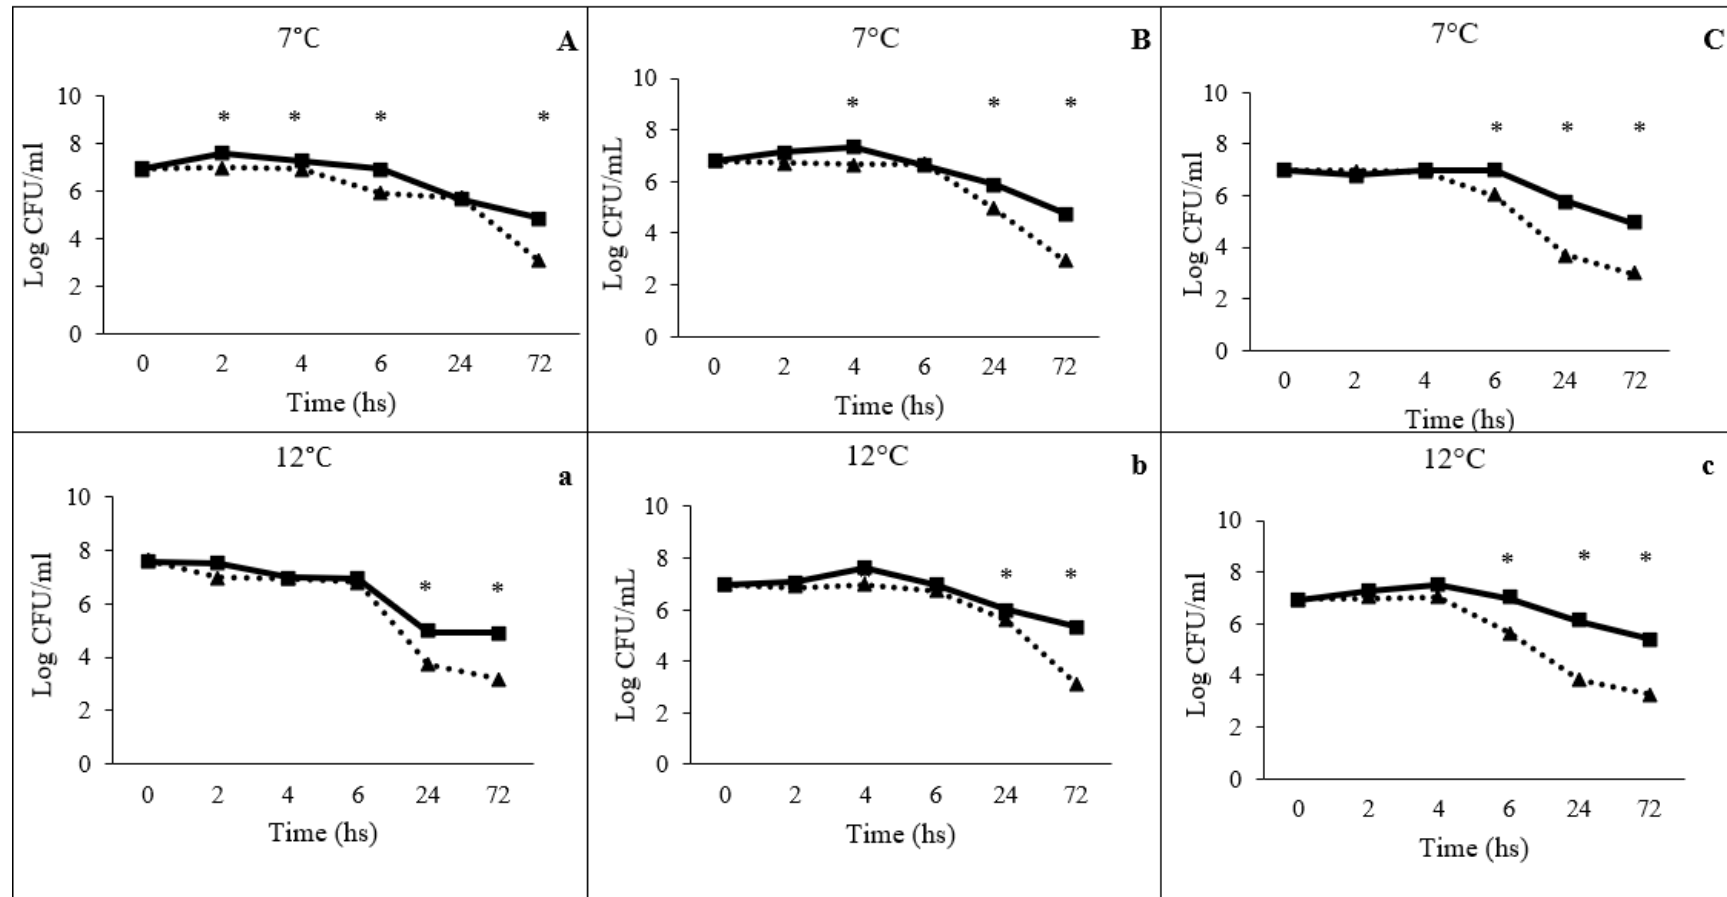 7°C A
10
* * * *
8
6
4
2
0
Log CFU/ml
0 2 4 6 24 72
Time (hs)
7°C B
10
* * *
8
6
4
2
0
Log CFU/mL
0 2 4 6 24 72
Time (hs)
7°C C
10
* * *
8
6
4
2
0
Log CFU/ml
0 2 4 6 24 72
Time (hs)
12°C a
10
8
* *
6
4
2
0
Log CFU/ml
0 2 4 6 24 72
Time (hs)
12°C b
10
8
* *
6
4
2
0
Log CFU/mL
0 2 4 6 24 72
Time (hs)
12°C c
10
* * *
8
6
4
2
0
Log CFU/ml
0 2 4 6 24 72
Time (hs)